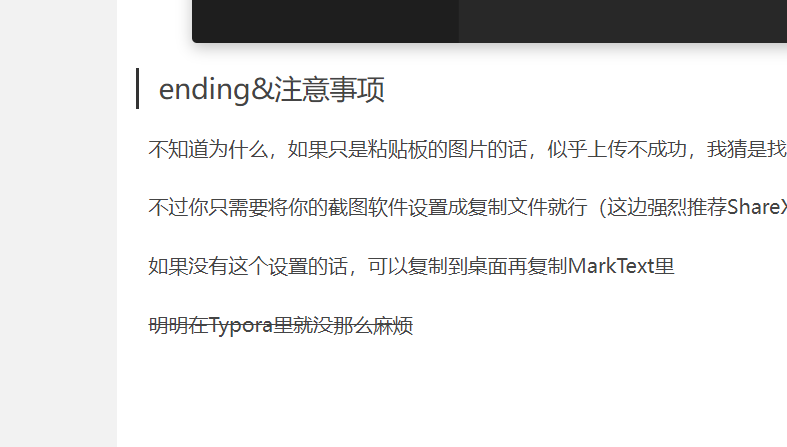 ending&注意事项
不知道为什么，如果只是粘贴板的图片的话，似乎上传不成功，我猜是找
不过你只需要将你的截图软件设置成复制文件就行（这边强烈推荐ShareX
如果没有这个设置的话，可以复制到桌面再复制MarkText里
明明在Typora里就没那么麻烦